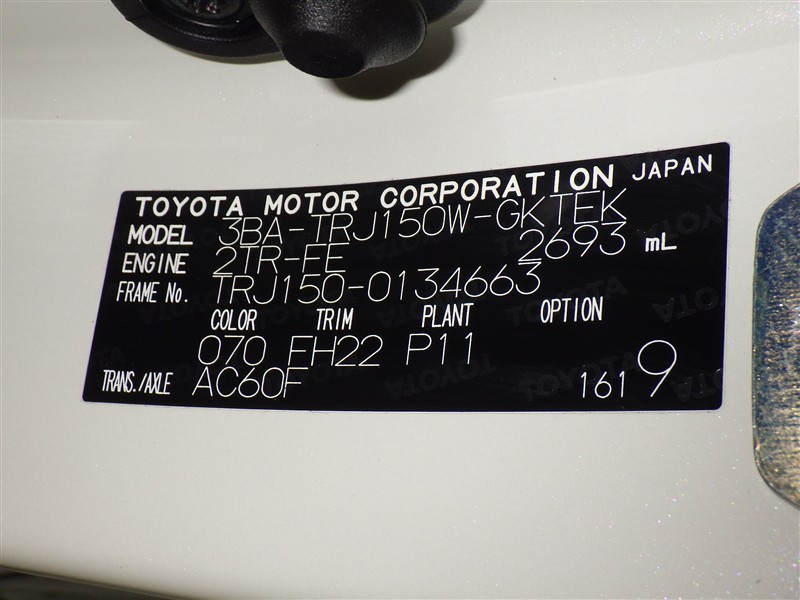 TOYOTA MOTOR CORPORATION JAPAN
MODEL 3BA-TRJ150W-GKTEK
ENGINE 2TR-FE 2693 mL
FRAME No. TRJ150-0134663
COLOR TRIM PLANT OPTION
070 FH22 P11
TRANS./AXLE AC60F 1619